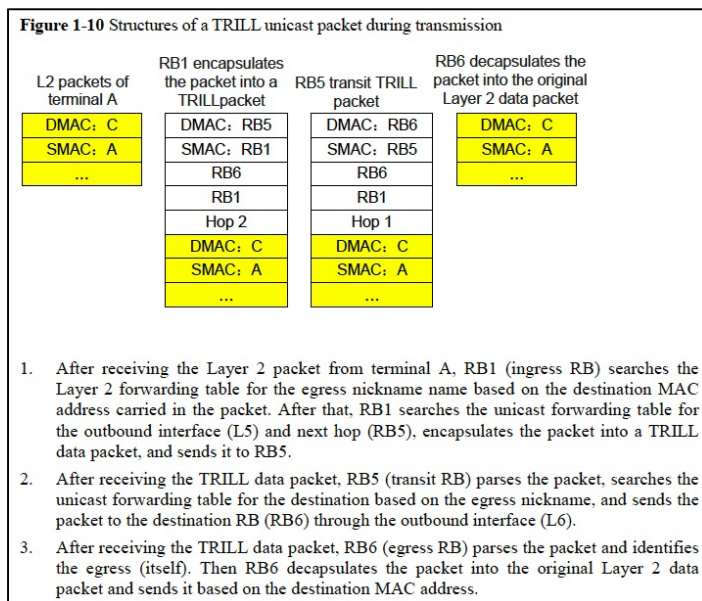 Figure 1-10 Structures of a TRILL unicast packet during transmission
L2 packets of
terminal A
RB1 encapsulates
the packet into a
TRILLpacket
RB5 transit TRILL
packet
RB6 decapsulates the
packet into the original
Layer 2 data packet
DMAC：C
SMAC：A
...
DMAC：RB5
SMAC：RB1
RB6
RB1
Hop 2
DMAC：C
SMAC：A
...
DMAC：RB6
SMAC：RB5
RB6
RB1
Hop 1
DMAC：C
SMAC：A
...
DMAC：C
SMAC：A
...
1. After receiving the Layer 2 packet from terminal A, RB1 (ingress RB) searches the
Layer 2 forwarding table for the egress nickname name based on the destination MAC
address carried in the packet. After that, RB1 searches the unicast forwarding table for
the outbound interface (L5) and next hop (RB5), encapsulates the packet into a TRILL
data packet, and sends it to RB5.
2. After receiving the TRILL data packet, RB5 (transit RB) parses the packet, searches the
unicast forwarding table for the destination based on the egress nickname, and sends the
packet to the destination RB (RB6) through the outbound interface (L6).
3. After receiving the TRILL data packet, RB6 (egress RB) parses the packet and identifies
the egress (itself). Then RB6 decapsulates the packet into the original Layer 2 data
packet and sends it based on the destination MAC address.